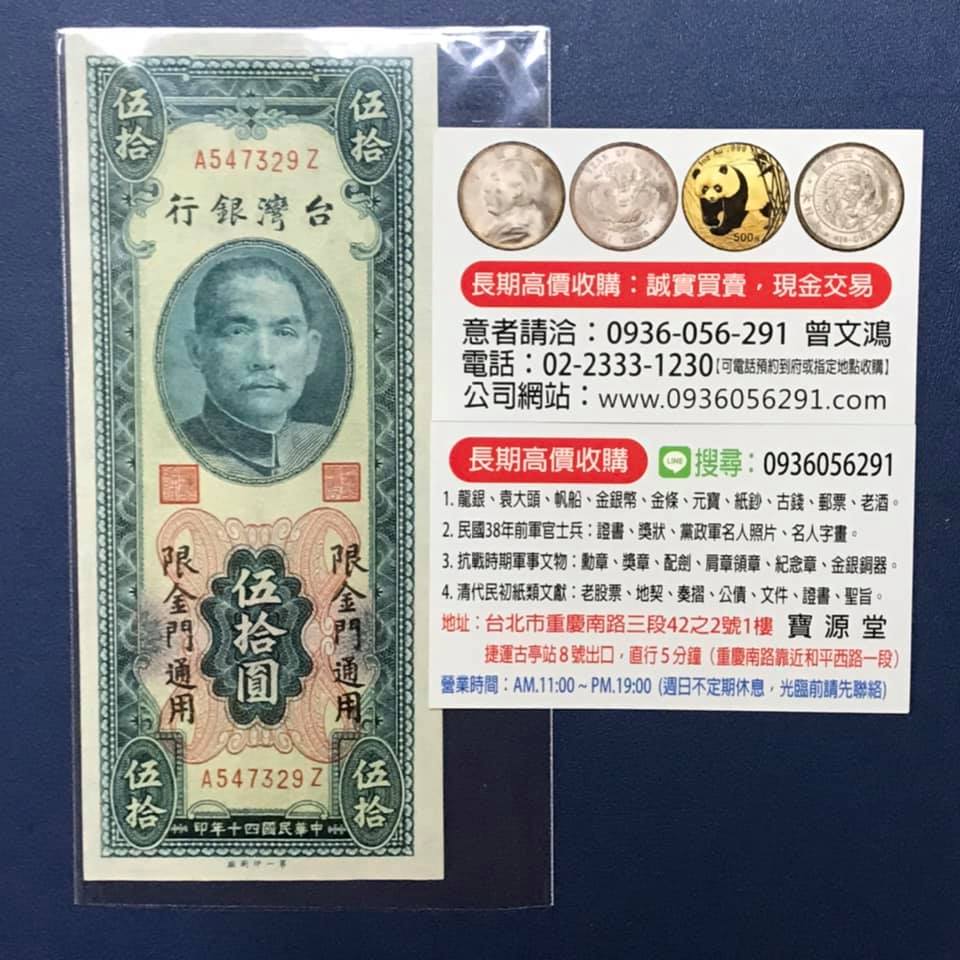 伍拾
伍拾
A547329Z
行銀灣台
限金門通用
限金門通用
伍拾圓
A547329Z
伍拾
伍拾
印年十四國民華中
廠刷印一第
500元
長期高價收購：誠實買賣，現金交易
意者請洽：0936-056-291 曾文鴻
電話：02-2333-1230【可電話預約到府或指定地點收購】
公司網站：www.0936056291.com
長期高價收購 LINE 搜尋：0936056291
1. 龍銀、袁大頭、帆船、金銀幣、金條、元寶、紙鈔、古錢、郵票、老酒。
2. 民國38年前軍官士兵：證書、獎狀、黨政軍名人照片、名人字畫。
3. 抗戰時期軍事文物：勳章、獎章、配劍、肩章領章、紀念章、金銀銅器。
4. 清代民初紙類文獻：老股票、地契、奏摺、公債、文件、證書、聖旨。
地址：台北市重慶南路三段42之2號1樓 寶源堂
捷運古亭站8號出口，直行5分鐘（重慶南路靠近和平西路一段）
營業時間：AM.11:00～PM.19:00 (週日不定期休息，光臨前請先聯絡)